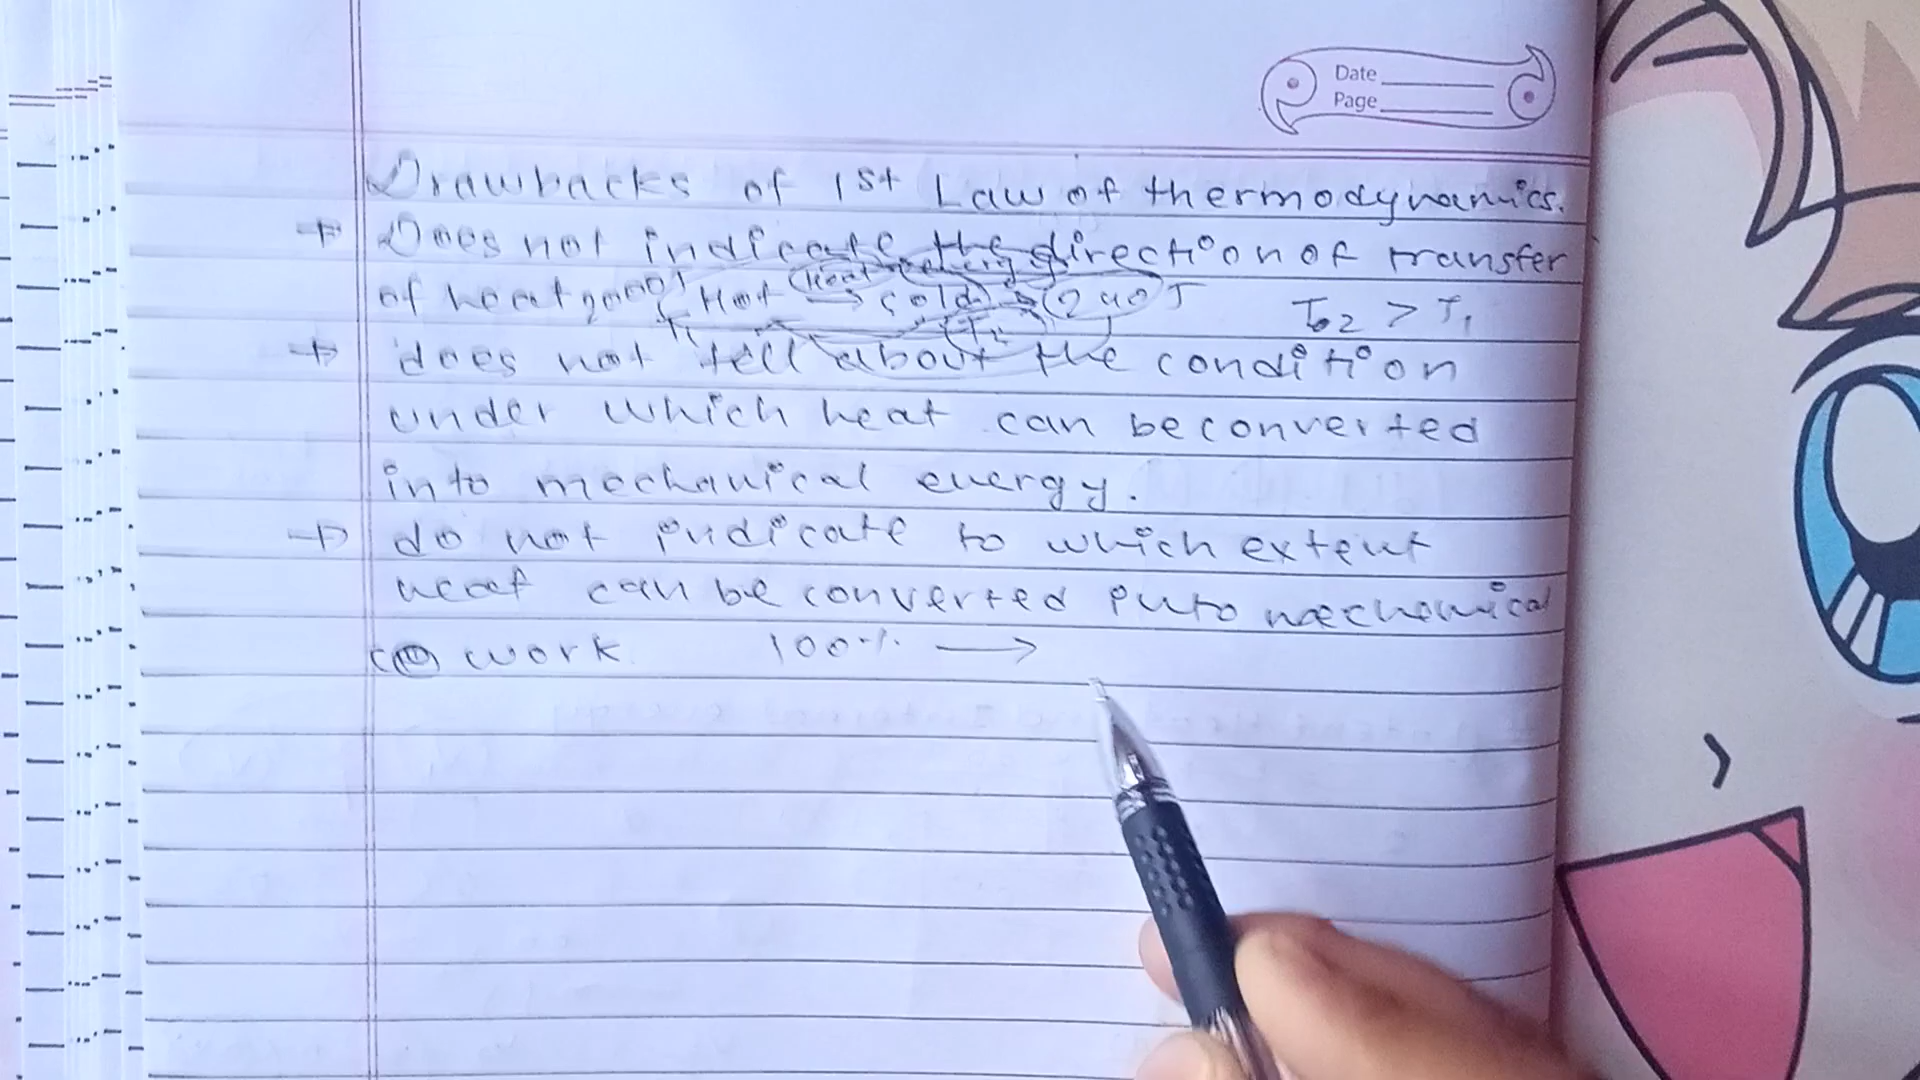 Date
Page
Drawbacks of 1st Law of thermodynamics.
Does not indicate the direction of transfer
of heat Hot → cold T2 > T1
T1 T2
does not tell about the condition
under which heat can be converted
into mechanical energy.
do not indicate to which extent
heat can be converted into mechanical
work 100% →